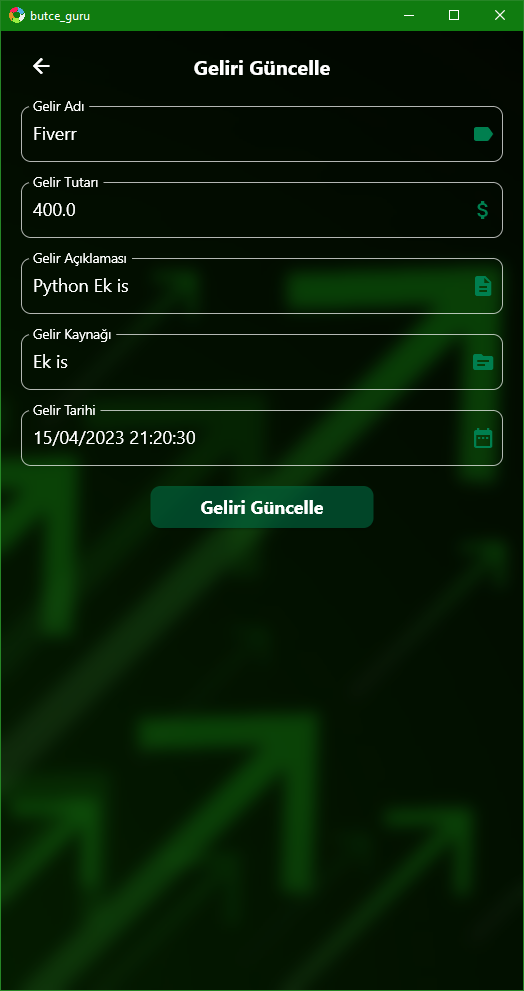 butce_guru
Geliri Güncelle
Gelir Adı
Fiverr
Gelir Tutarı
400.0
Gelir Açıklaması
Python Ek is
Gelir Kaynağı
Ek is
Gelir Tarihi
15/04/2023 21:20:30
Geliri Güncelle